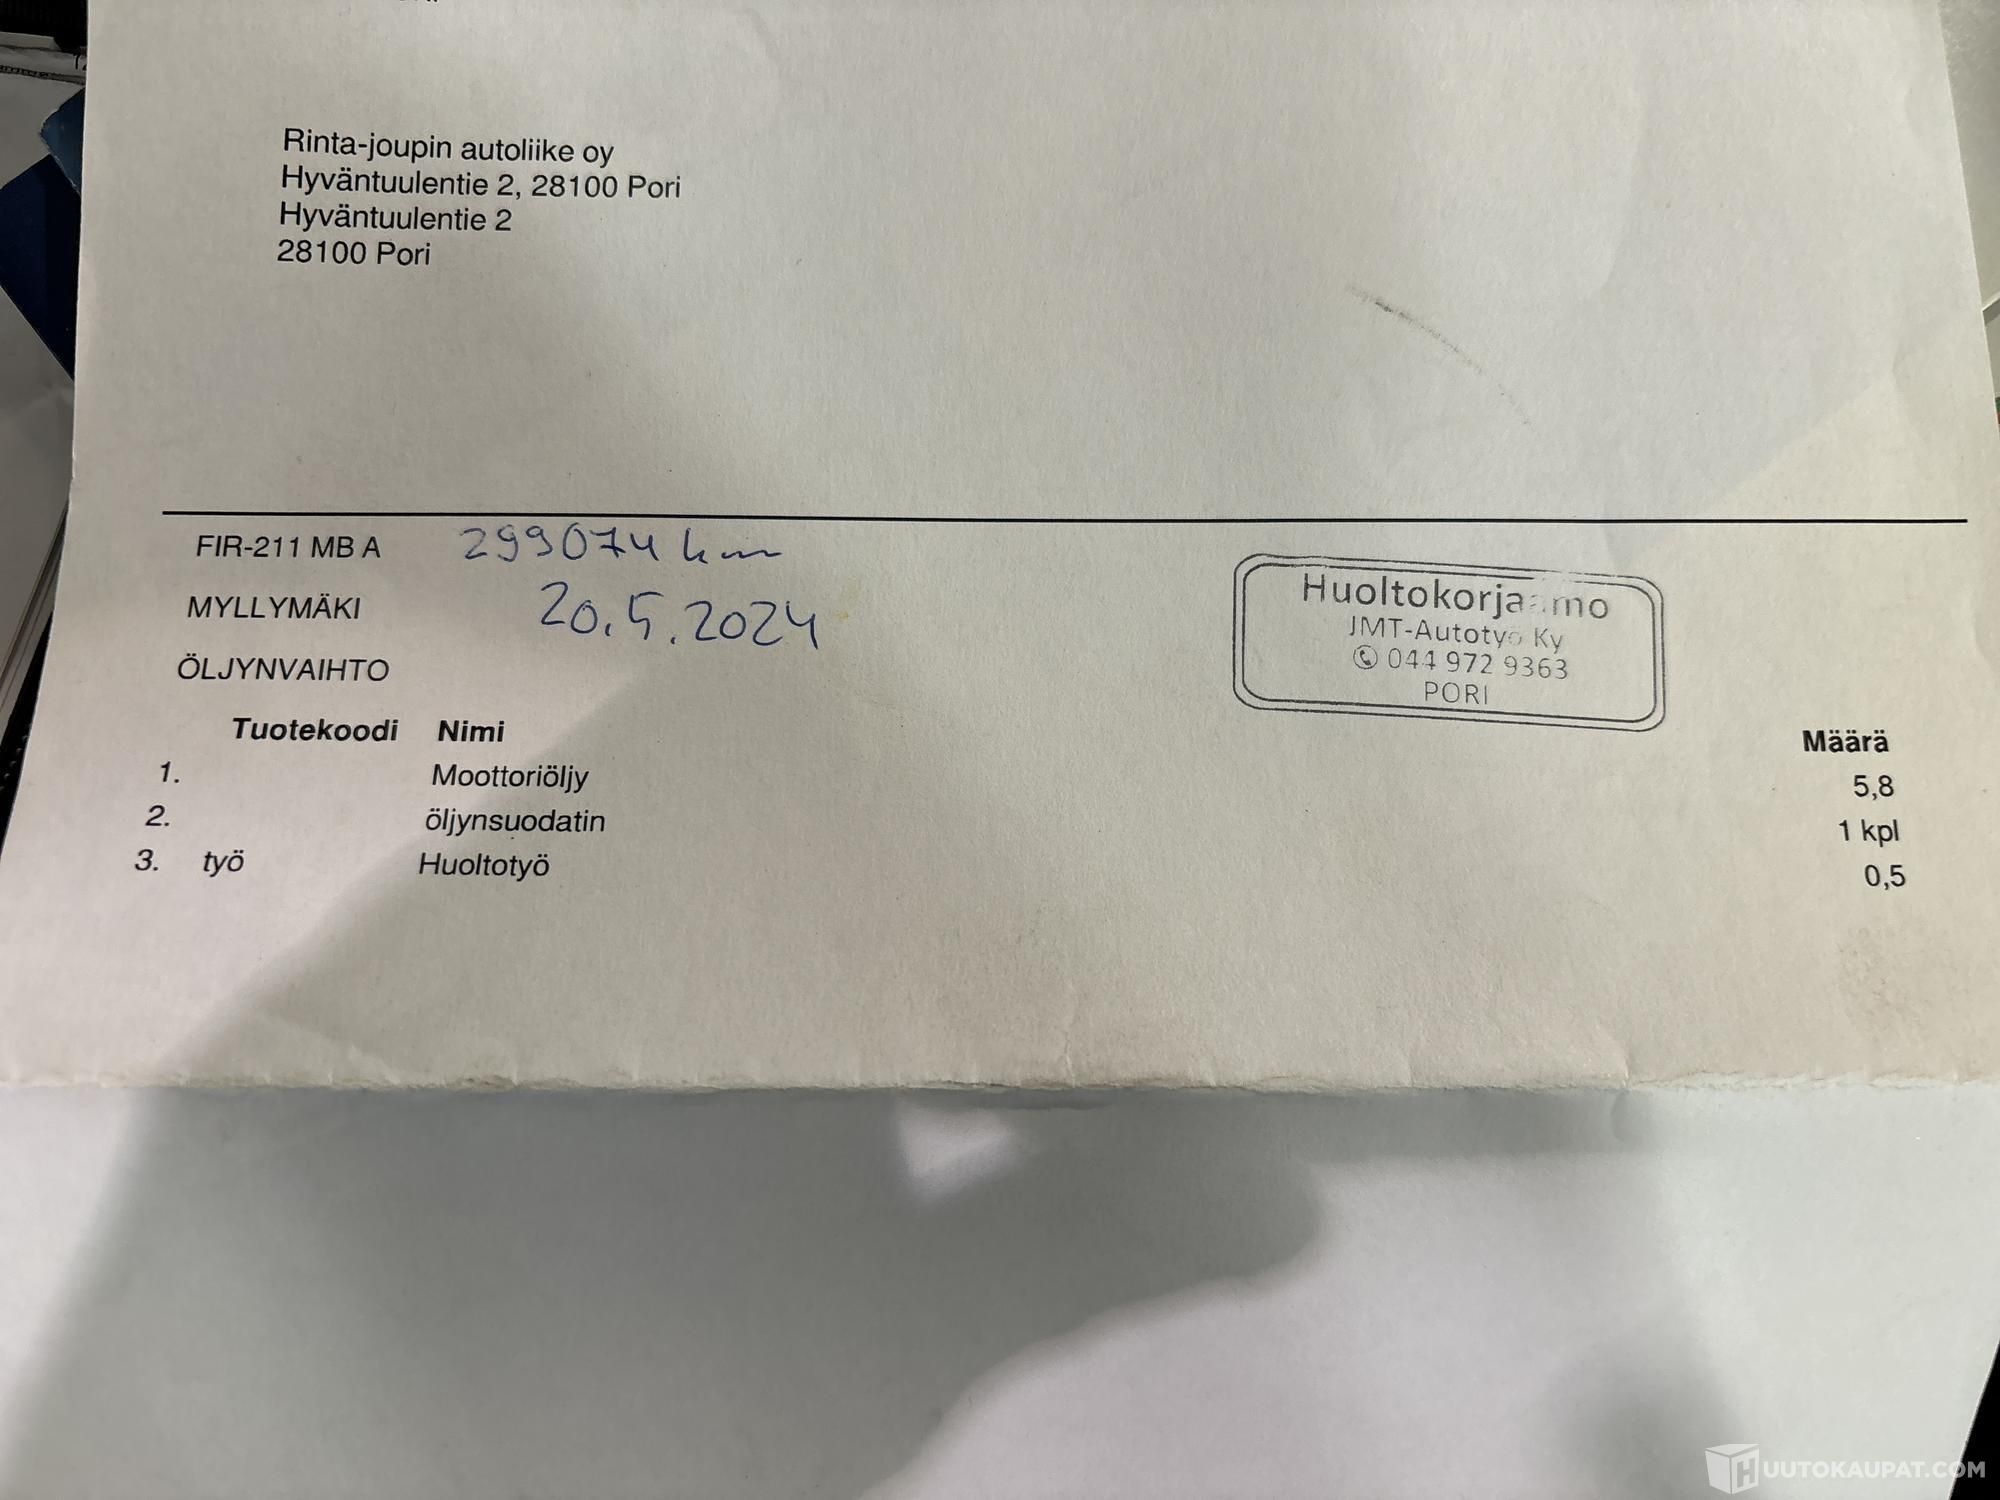 Rinta-joupin autoliike oy
Hyväntuulentie 2, 28100 Pori
Hyväntuulentie 2
28100 Pori
FIR-211 MB A 299074 km
MYLLYMÄKI 20.5.2024
ÖLJYNVAIHTO
Huoltokorjaamo
JMT-Autotyö Ky
044 972 9363
PORI
Tuotekoodi Nimi Määrä
1. Moottoriöljy 5,8
2. öljynsuodatin 1 kpl
3. työ Huoltotyö 0,5
HUUTOKAUPAT.COM